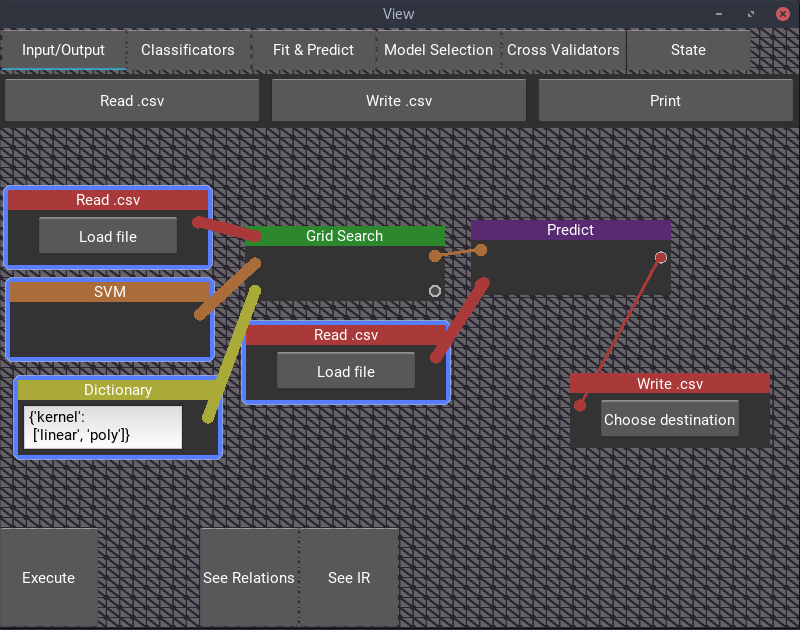 View
Input/Output
Classificators
Fit & Predict
Model Selection
Cross Validators
State
Read .csv
Write .csv
Print
Read .csv
Load file
SVM
Dictionary
{'kernel':
['linear', 'poly']}
Grid Search
Read .csv
Load file
Predict
Write .csv
Choose destination
Execute
See Relations
See IR